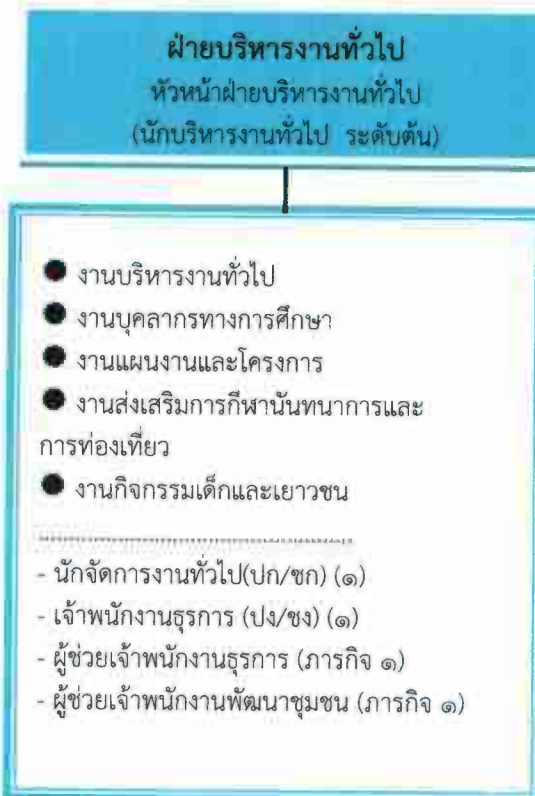 ฝ่ายบริหารงานทั่วไป
หัวหน้าฝ่ายบริหารงานทั่วไป
(นักบริหารงานทั่วไป ระดับต้น)
● งานบริหารงานทั่วไป
● งานบุคลากรทางการศึกษา
● งานแผนงานและโครงการ
● งานส่งเสริมการกีฬานันทนาการและ
การท่องเที่ยว
● งานกิจกรรมเด็กและเยาวชน
- นักจัดการงานทั่วไป(ปก/ชก) (๑)
- เจ้าพนักงานธุรการ (ปง/ชง) (๑)
- ผู้ช่วยเจ้าพนักงานธุรการ (ภารกิจ ๑)
- ผู้ช่วยเจ้าพนักงานพัฒนาชุมชน (ภารกิจ ๑)